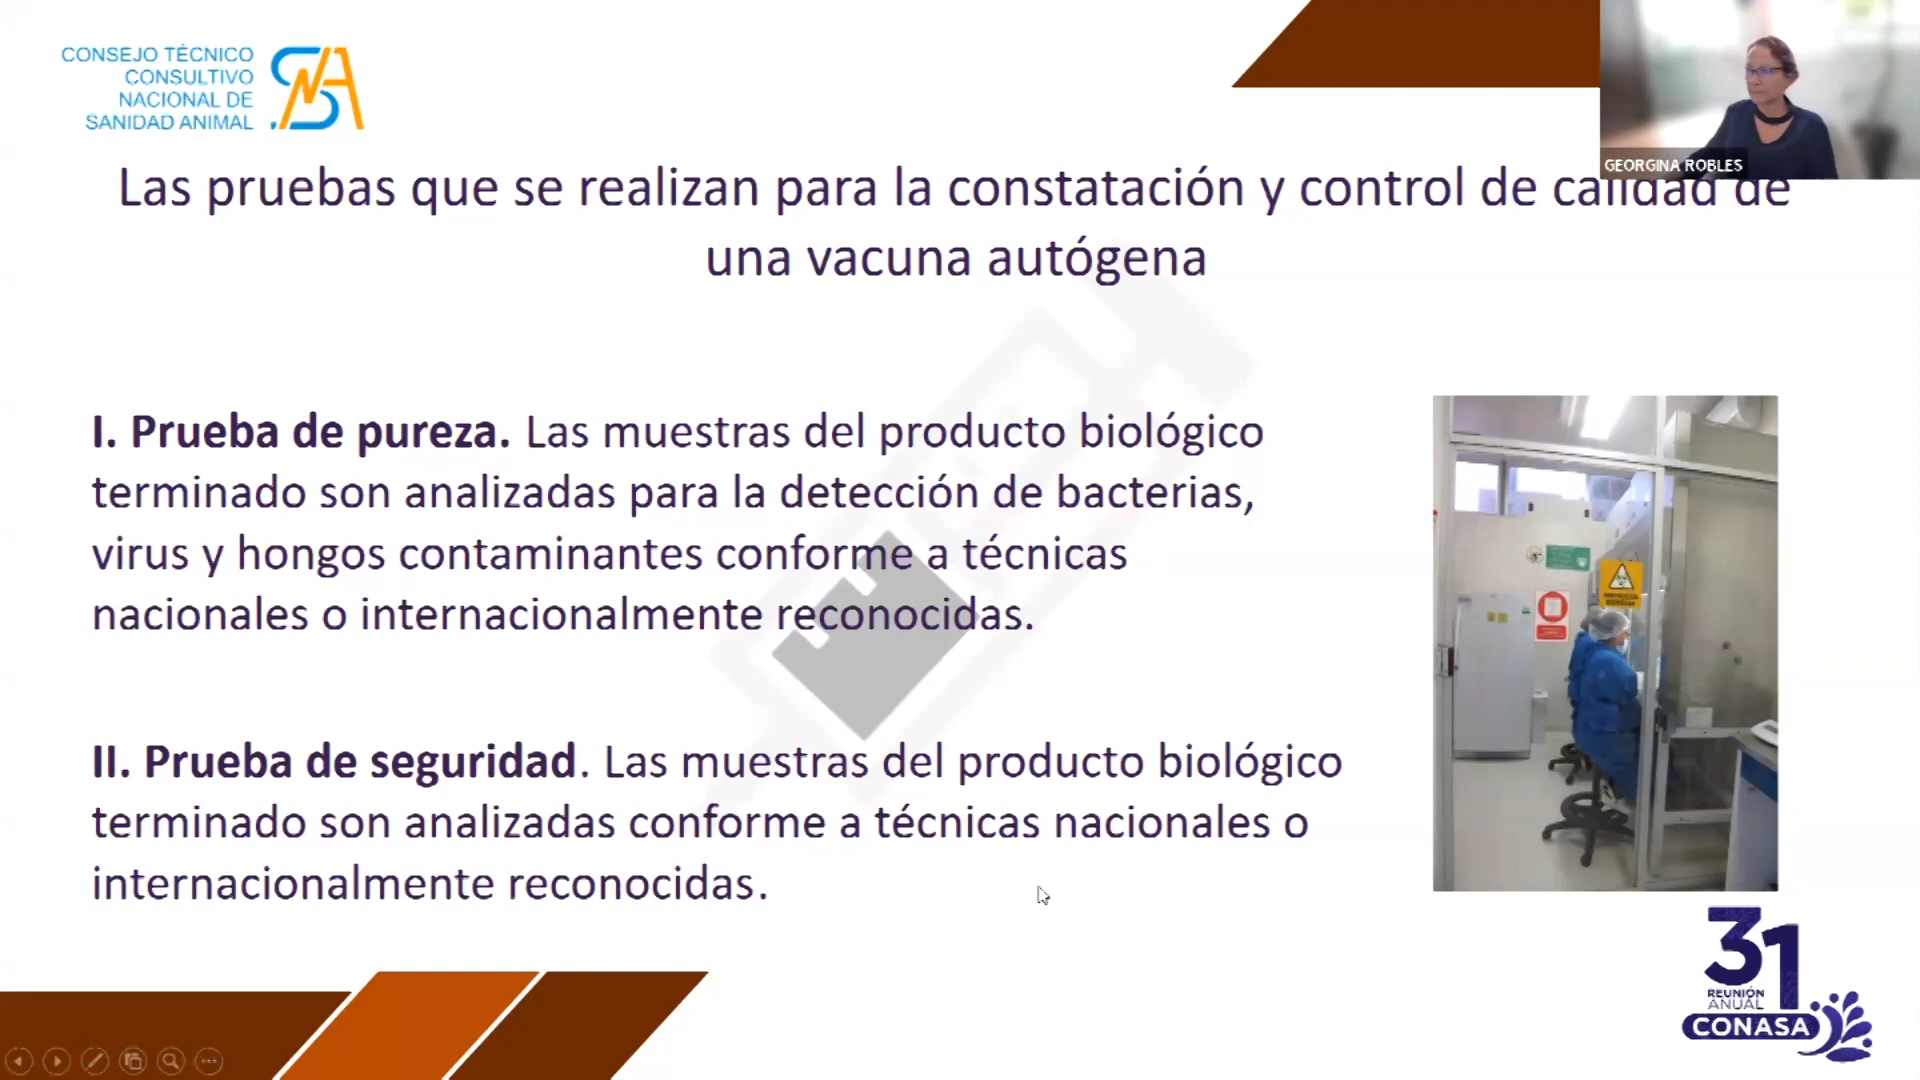 CONSEJO TÉCNICO
CONSULTIVO
NACIONAL DE
SANIDAD ANIMAL
GEORGINA ROBLES
Las pruebas que se realizan para la constatación y control de calidad de
una vacuna autógena
I. Prueba de pureza. Las muestras del producto biológico
terminado son analizadas para la detección de bacterias,
virus y hongos contaminantes conforme a técnicas
nacionales o internacionalmente reconocidas.
II. Prueba de seguridad. Las muestras del producto biológico
terminado son analizadas conforme a técnicas nacionales o
internacionalmente reconocidas.
31
REUNIÓN
ANUAL
CONASA